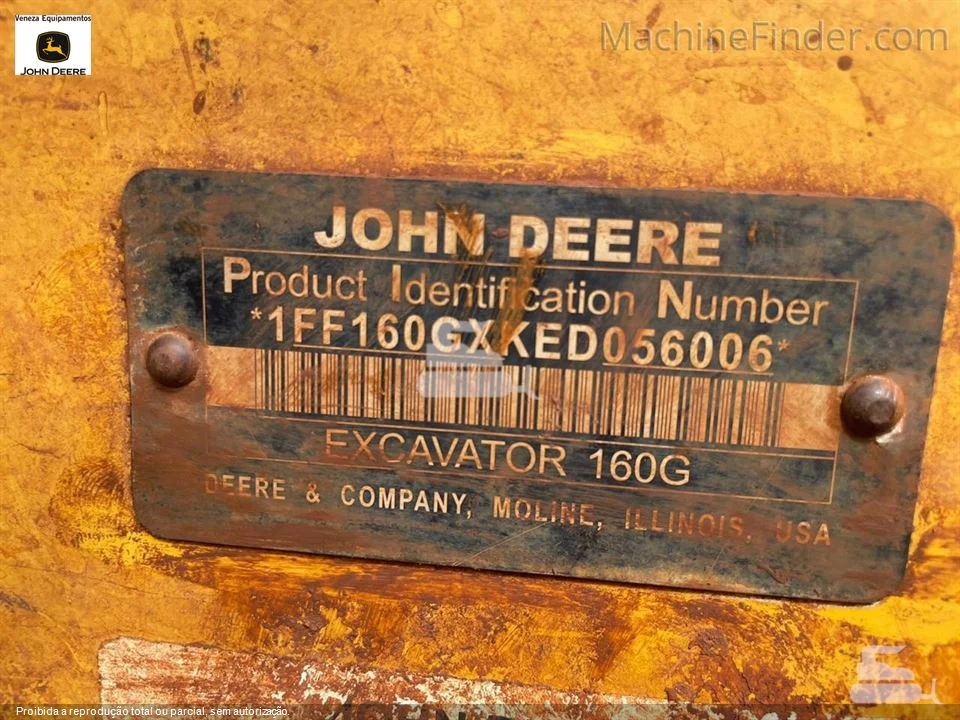 Veneza Equipamentos
JOHN DEERE
MachineFinder.com
JOHN DEERE
Product Identification Number
*1FF160GXKED056006*
EXCAVATOR 160G
DEERE & COMPANY, MOLINE, ILLINOIS, USA
Proibida a reprodução total ou parcial, sem autorização.